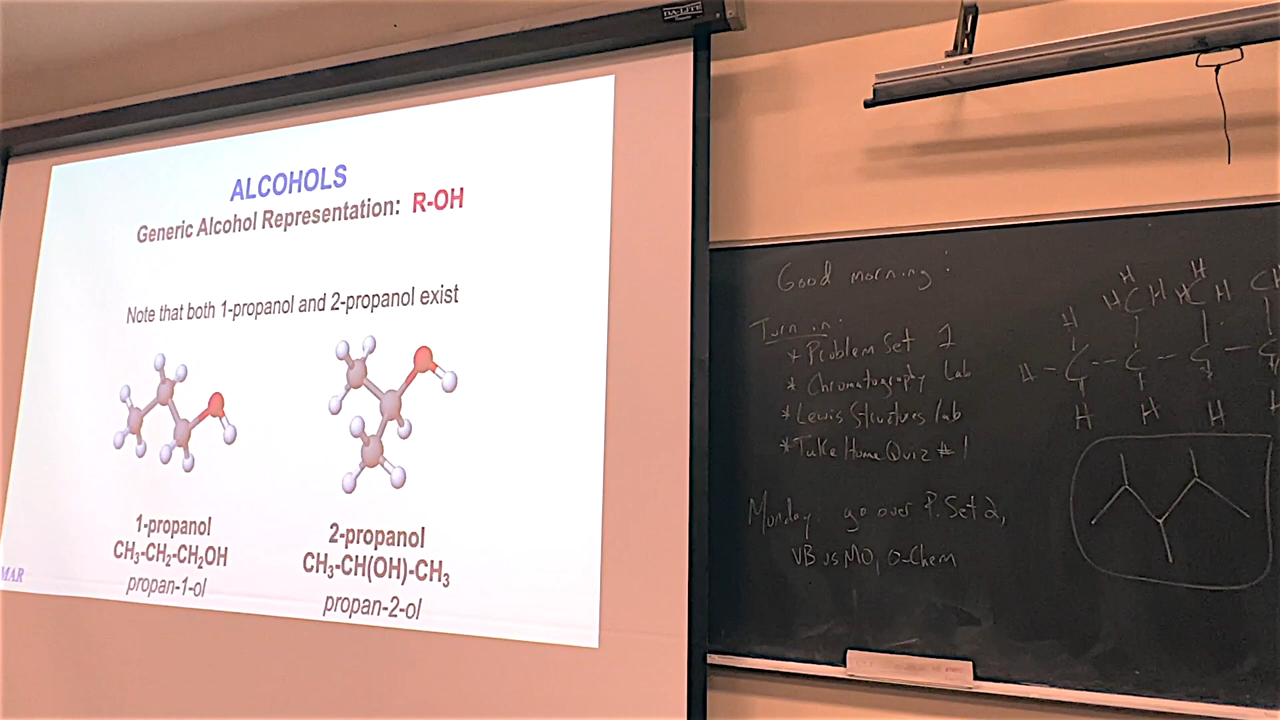 DA-LITE
ALCOHOLS
Generic Alcohol Representation: R-OH
Note that both 1-propanol and 2-propanol exist
1-propanol
CH₃-CH₂-CH₂OH
propan-1-ol
2-propanol
CH₃-CH(OH)-CH₃
propan-2-ol
MAR
Good morning:
Turn in:
* Problem Set 1
* Chromatography Lab
* Lewis Structures lab
* Take Home Quiz # 1
Monday: go over P. Set 2,
VB vs MO, O-Chem
H H CH
H C H H C H
H
H - C - C - C - C
H H H H